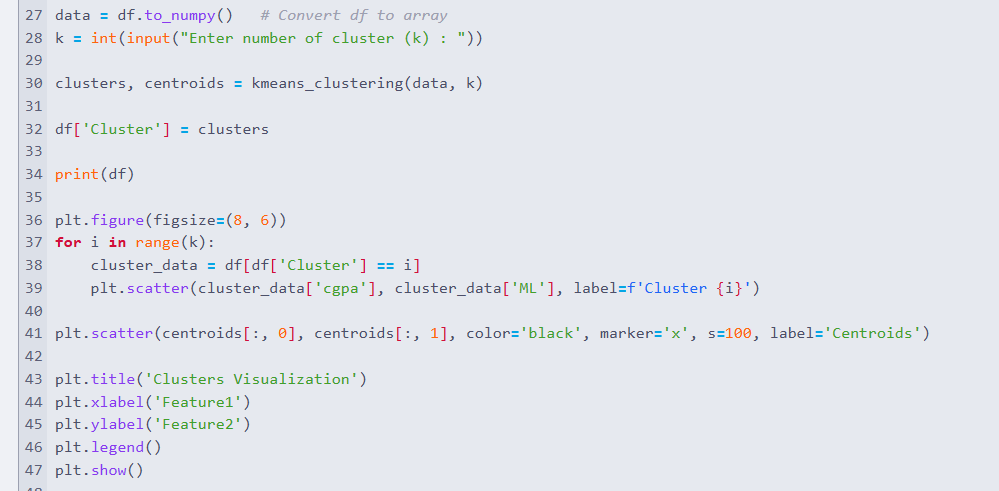 27 data = df.to_numpy()   # Convert df to array
28 k = int(input("Enter number of cluster (k) : "))
29
30 clusters, centroids = kmeans_clustering(data, k)
31
32 df['Cluster'] = clusters
33
34 print(df)
35
36 plt.figure(figsize=(8, 6))
37 for i in range(k):
38     cluster_data = df[df['Cluster'] == i]
39     plt.scatter(cluster_data['cgpa'], cluster_data['ML'], label=f'Cluster {i}')
40
41 plt.scatter(centroids[:, 0], centroids[:, 1], color='black', marker='x', s=100, label='Centroids')
42
43 plt.title('Clusters Visualization')
44 plt.xlabel('Feature1')
45 plt.ylabel('Feature2')
46 plt.legend()
47 plt.show()